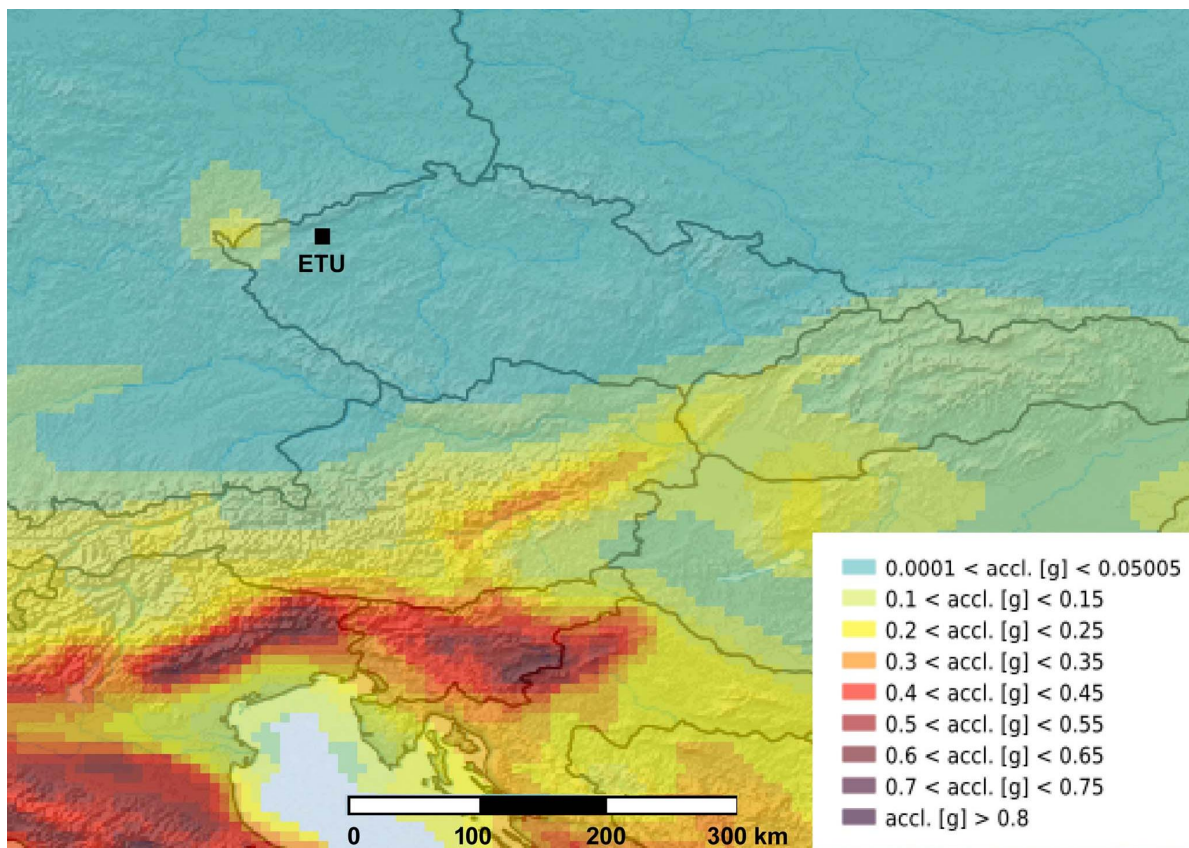 ETU
0.0001 < accl. [g] < 0.05005
0.1 < accl. [g] < 0.15
0.2 < accl. [g] < 0.25
0.3 < accl. [g] < 0.35
0.4 < accl. [g] < 0.45
0.5 < accl. [g] < 0.55
0.6 < accl. [g] < 0.65
0.7 < accl. [g] < 0.75
accl. [g] > 0.8
0 100 200 300 km